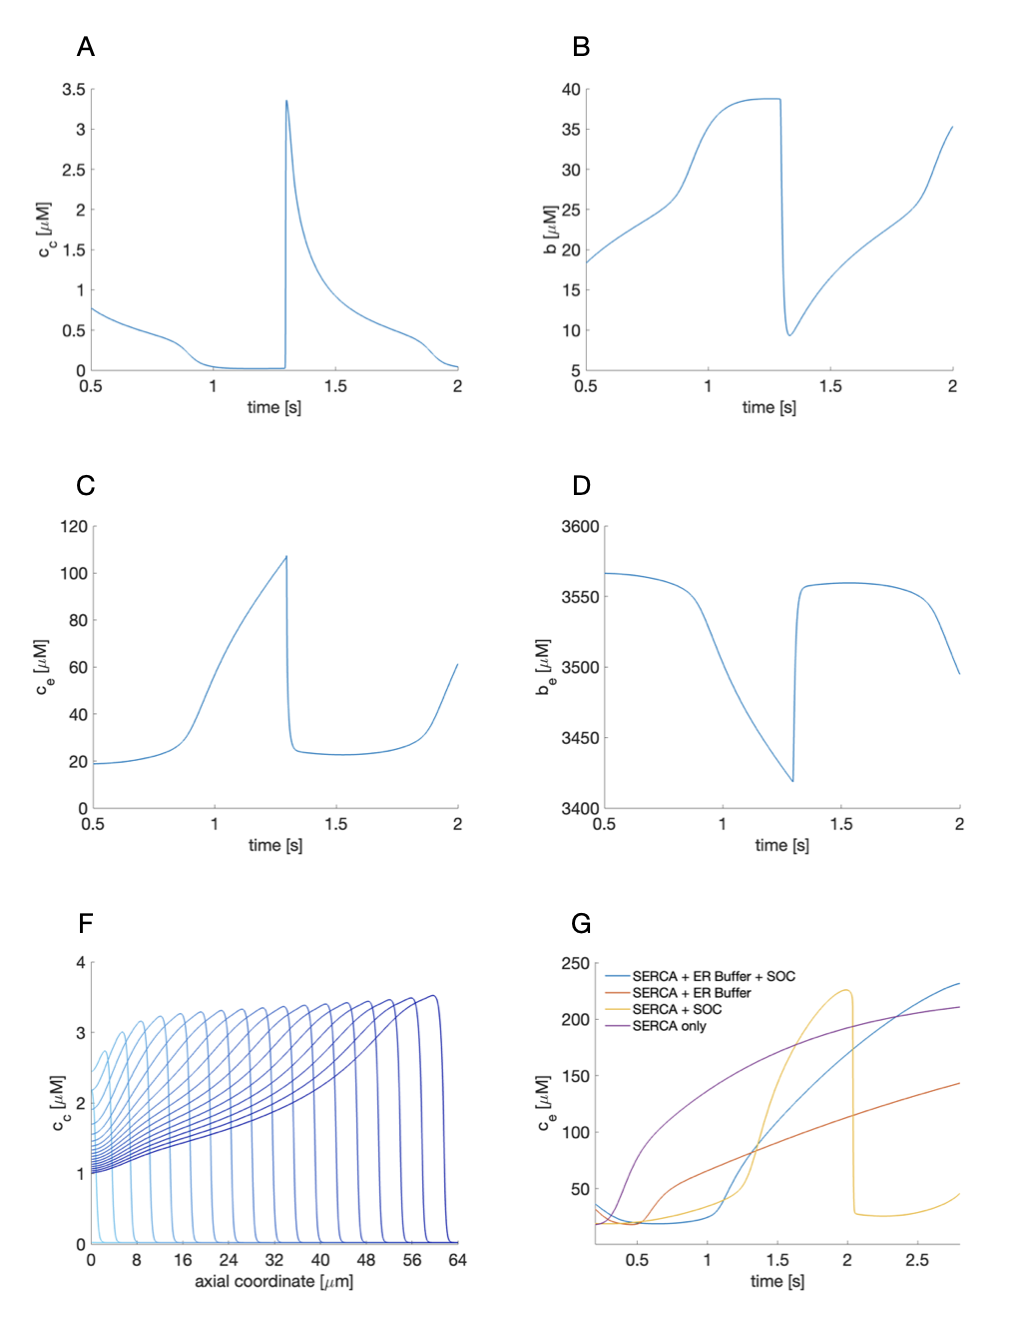 A
3.5
3
2.5
2
1.5
1
0.5
0
c_c [μM]
0.5 1 1.5 2
time [s]
B
40
35
30
25
20
15
10
5
b [μM]
0.5 1 1.5 2
time [s]
C
120
100
80
60
40
20
0
c_e [μM]
0.5 1 1.5 2
time [s]
D
3600
3550
3500
3450
3400
b_e [μM]
0.5 1 1.5 2
time [s]
F
4
3
2
1
0
c_c [μM]
0 8 16 24 32 40 48 56 64
axial coordinate [μm]
G
250
200
150
100
50
c_e [μM]
SERCA + ER Buffer + SOC
SERCA + ER Buffer
SERCA + SOC
SERCA only
0.5 1 1.5 2 2.5
time [s]